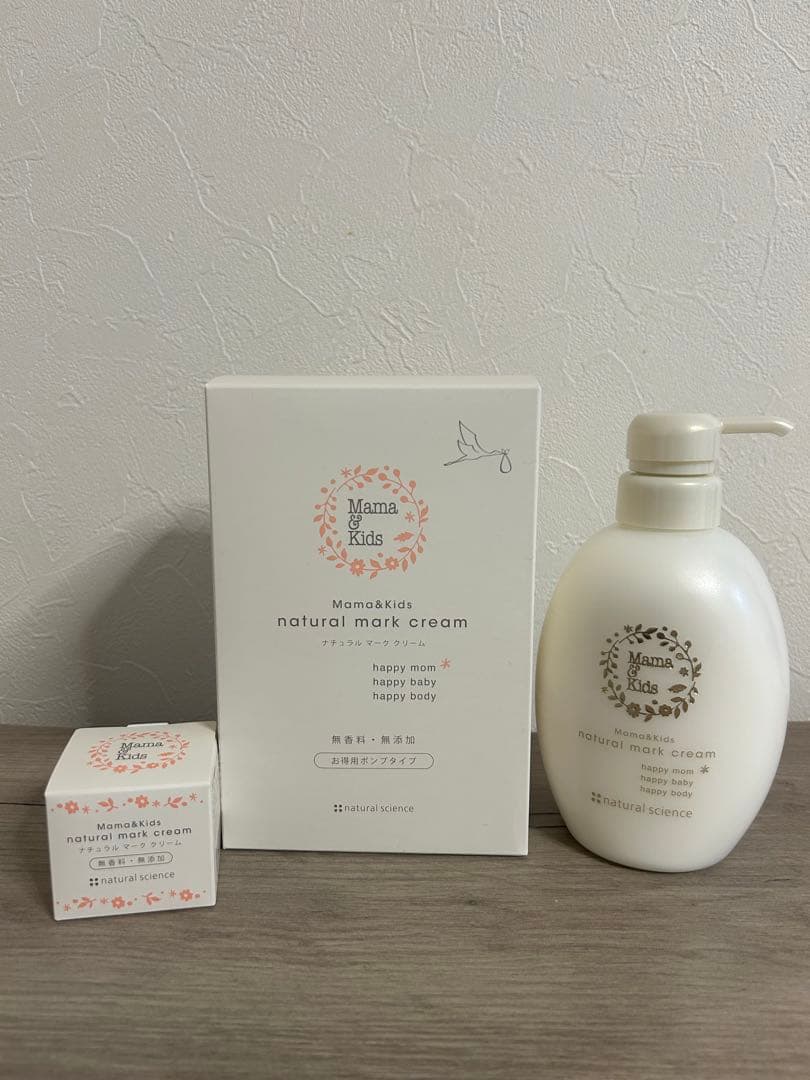 Mama
&
Kids
Mama&Kids
natural mark cream
ナチュラル マーク クリーム
無香料・無添加
natural science
Mama
&
Kids
Mama&Kids
natural mark cream
ナチュラル マーク クリーム
happy mom *
happy baby
happy body
無香料・無添加
お得用ポンプタイプ
natural science
Mama
&
Kids
Mama&Kids
natural mark cream
happy mom *
happy baby
happy body
natural science